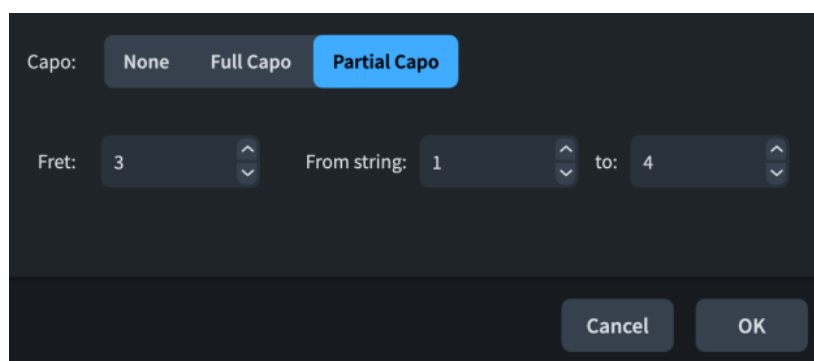 Capo: None Full Capo Partial Capo
Fret: 3 From string: 1 to: 4
Cancel OK